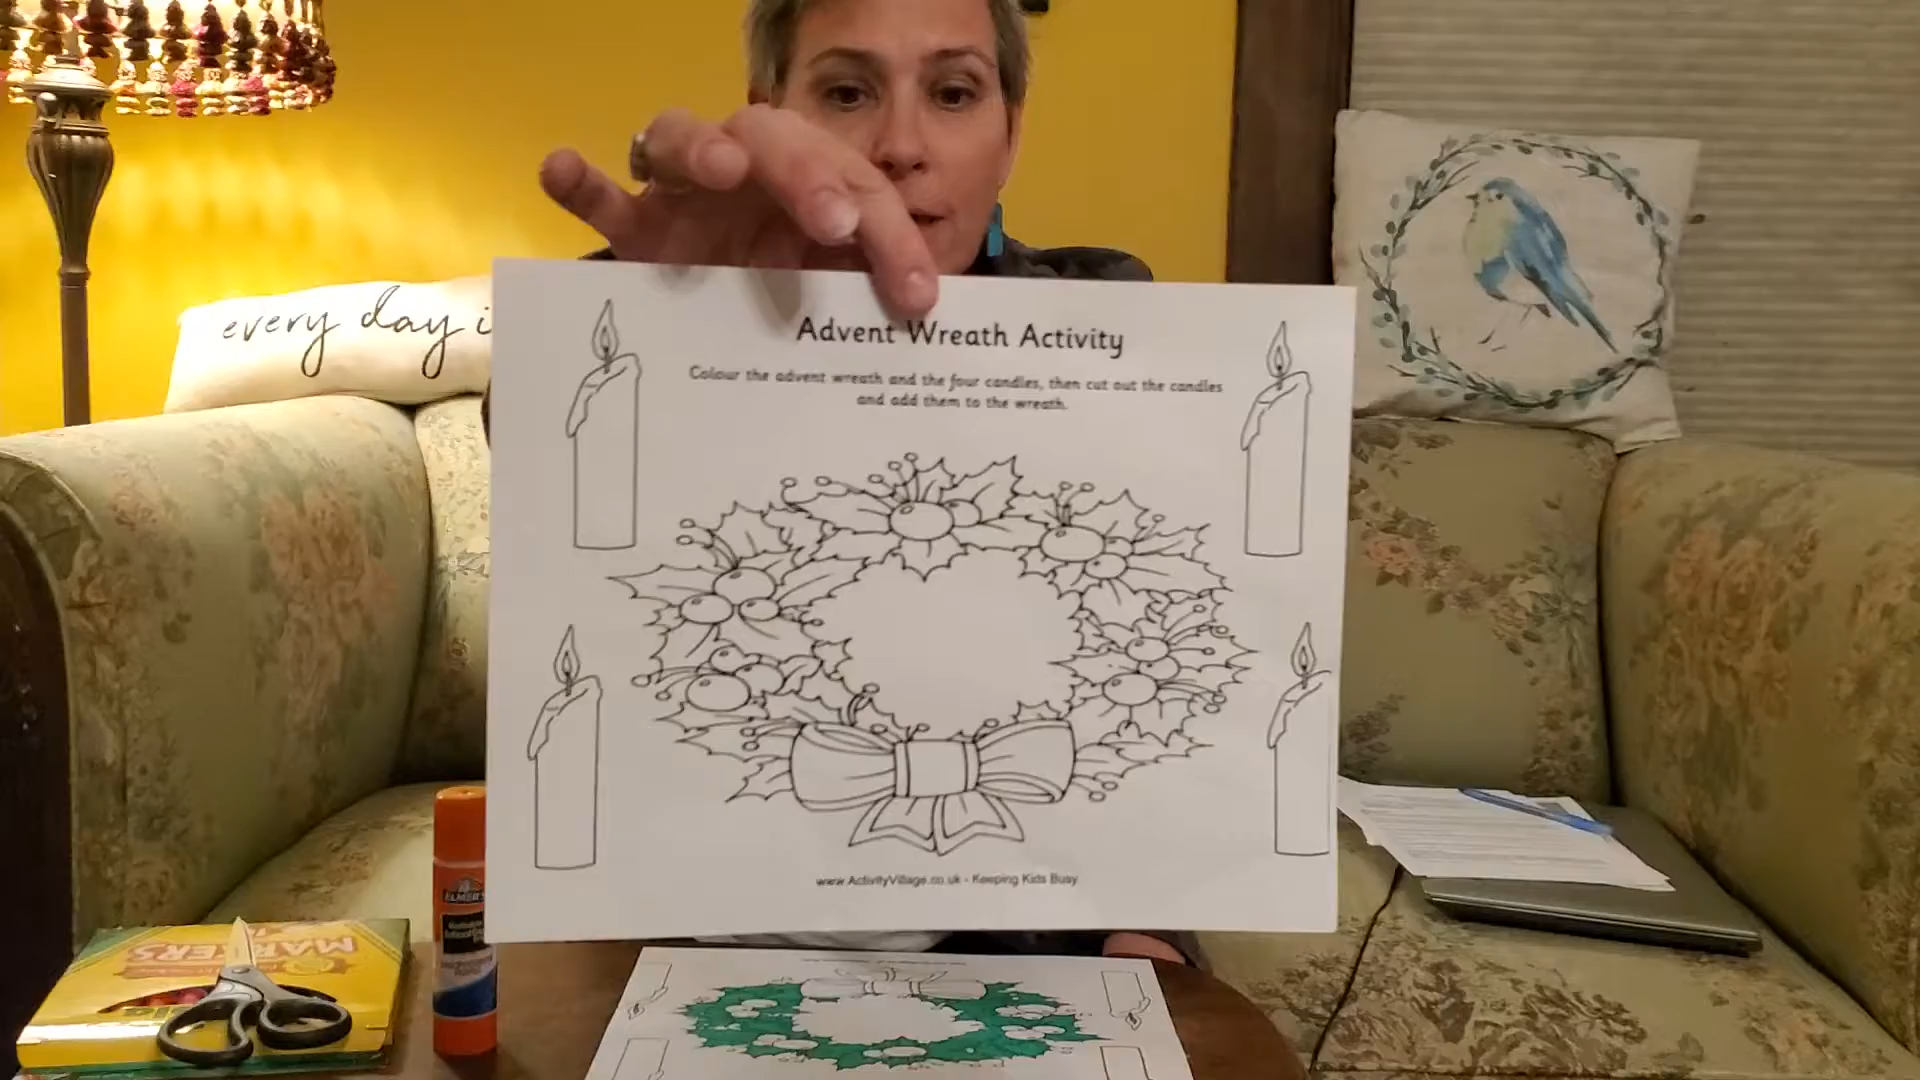 every day i
Advent Wreath Activity
Colour the advent wreath and the four candles, then cut out the candles
and add them to the wreath.
www.ActivityVillage.co.uk - Keeping Kids Busy
ELMER'S
MARKERS